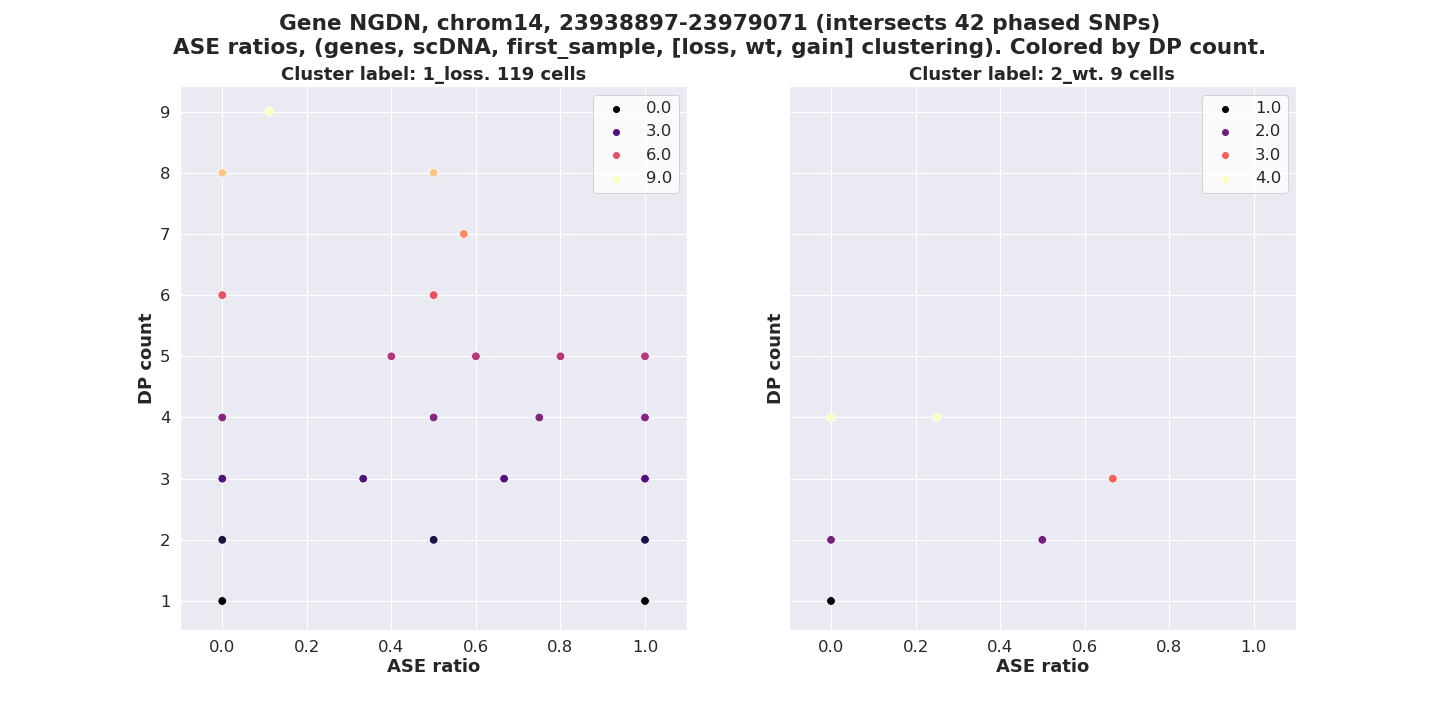 Gene NGDN, chrom14, 23938897-23979071 (intersects 42 phased SNPs)
ASE ratios, (genes, scDNA, first_sample, [loss, wt, gain] clustering). Colored by DP count.
Cluster label: 1_loss. 119 cells
9
8
7
6
5
4
3
2
1
DP count
0.0
3.0
6.0
9.0
0.0 0.2 0.4 0.6 0.8 1.0
ASE ratio
Cluster label: 2_wt. 9 cells
DP count
1.0
2.0
3.0
4.0
0.0 0.2 0.4 0.6 0.8 1.0
ASE ratio